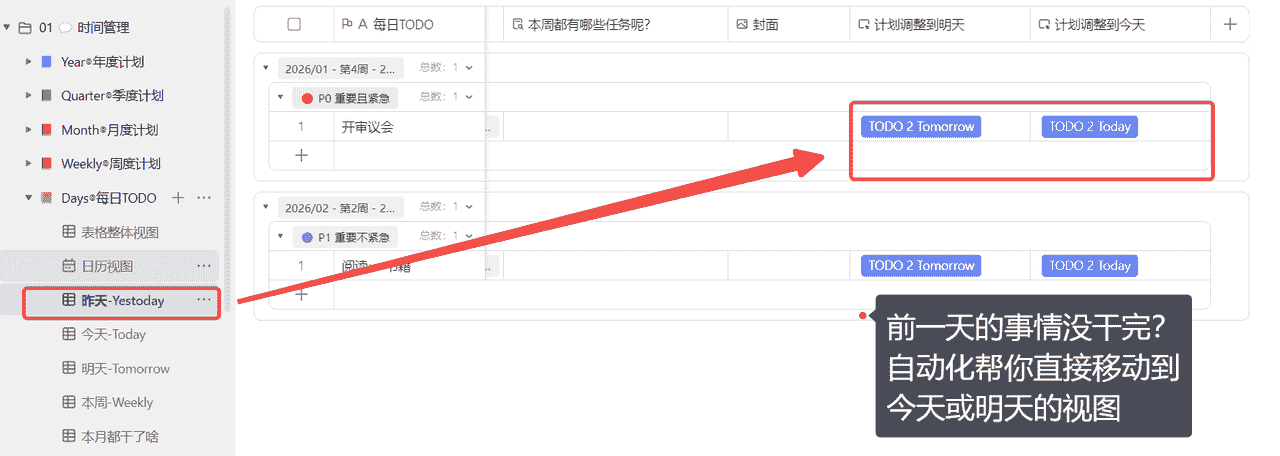 01 💬 时间管理
Year®年度计划
Quarter®季度计划
Month®月度计划
Weekly®周度计划
Days®每日TODO
表格整体视图
日历视图
昨天-Yestoday
今天-Today
明天-Tomorrow
本周-Weekly
本月都干了啥
A 每日TODO 本周都有哪些任务呢? 封面 计划调整到明天 计划调整到今天
2026/01 - 第4周 - 2... 总数: 1
P0 重要且紧急 总数: 1
1 开审议会 .. TODO 2 Tomorrow TODO 2 Today
2026/02 - 第2周 - 2... 总数: 1
P1 重要不紧急 总数: 1
1 阅读 书籍 .. TODO 2 Tomorrow TODO 2 Today
前一天的事情没干完?
自动化帮你直接移动到
今天或明天的视图